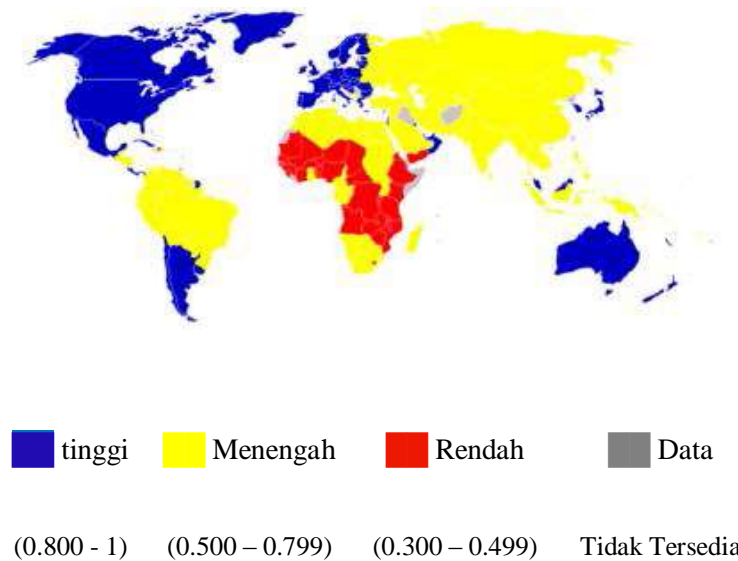 tinggi Menengah Rendah Data
(0.800 - 1) (0.500 – 0.799) (0.300 – 0.499) Tidak Tersedia